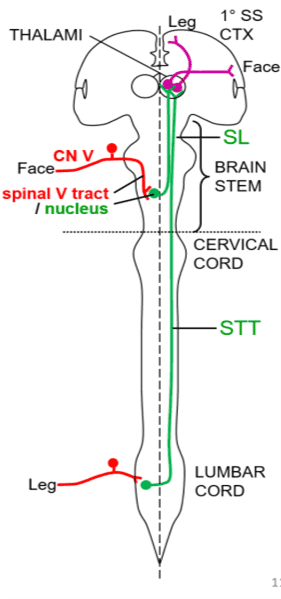 Leg
1° SS
CTX
THALAMI
Face
SL
CN V
BRAIN
STEM
Face
spinal V tract
/ nucleus
CERVICAL
CORD
STT
LUMBAR
CORD
Leg